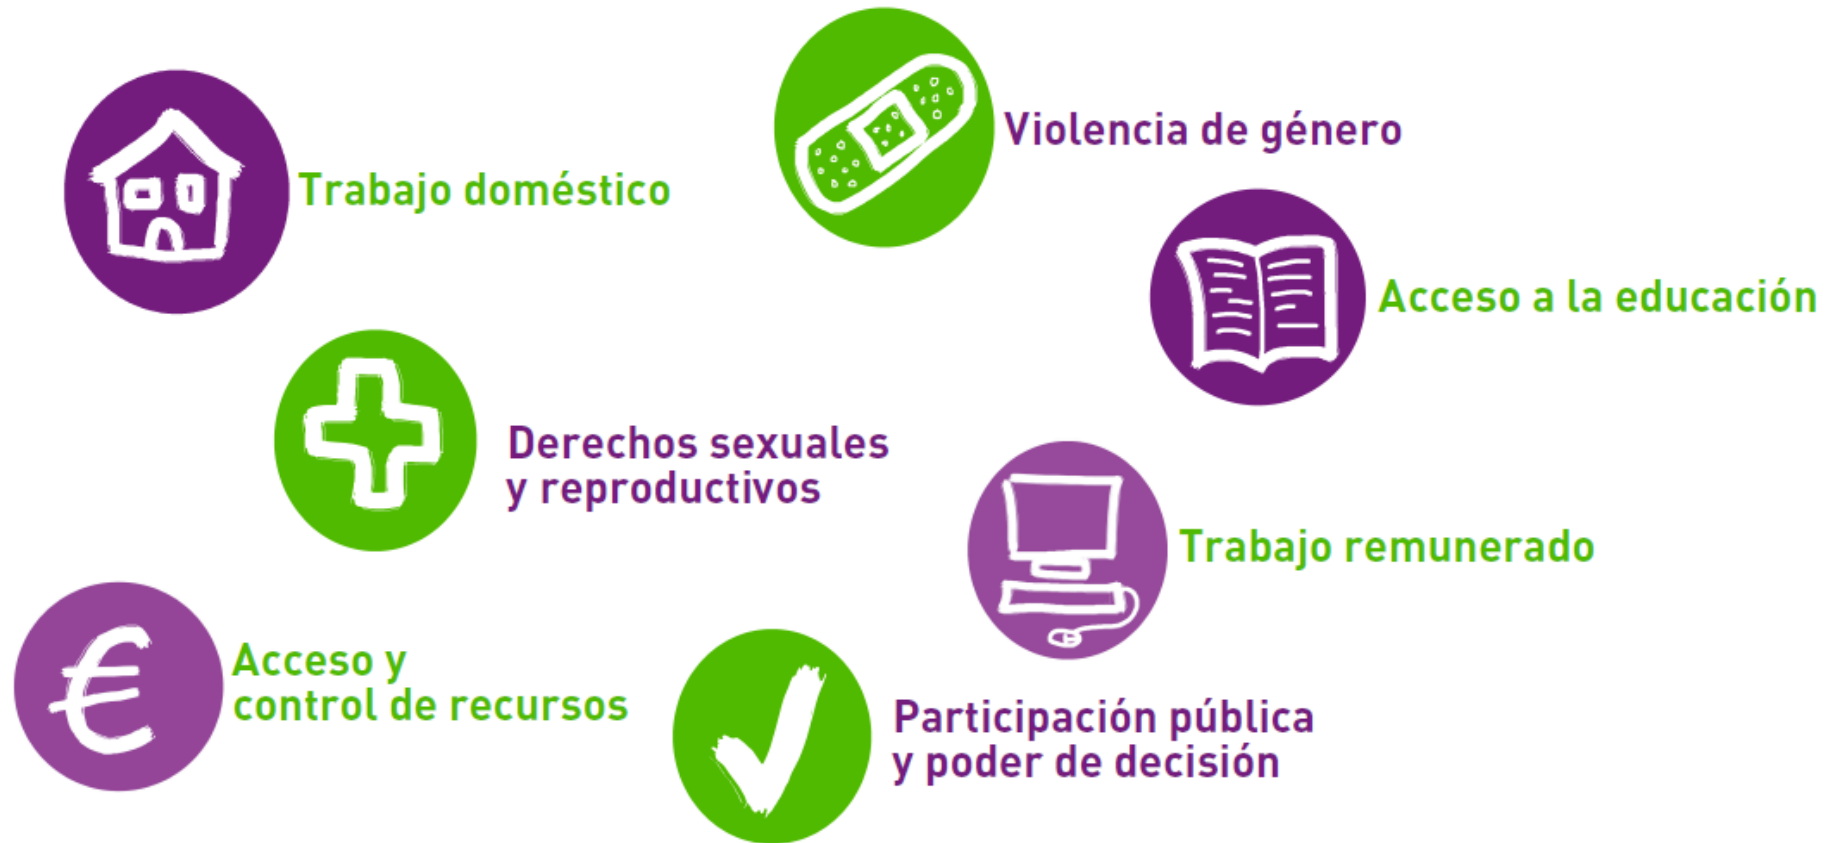 Violencia de género
Trabajo doméstico
Acceso a la educación
Derechos sexuales
y reproductivos
Trabajo remunerado
Acceso y
control de recursos
Participación pública
y poder de decisión